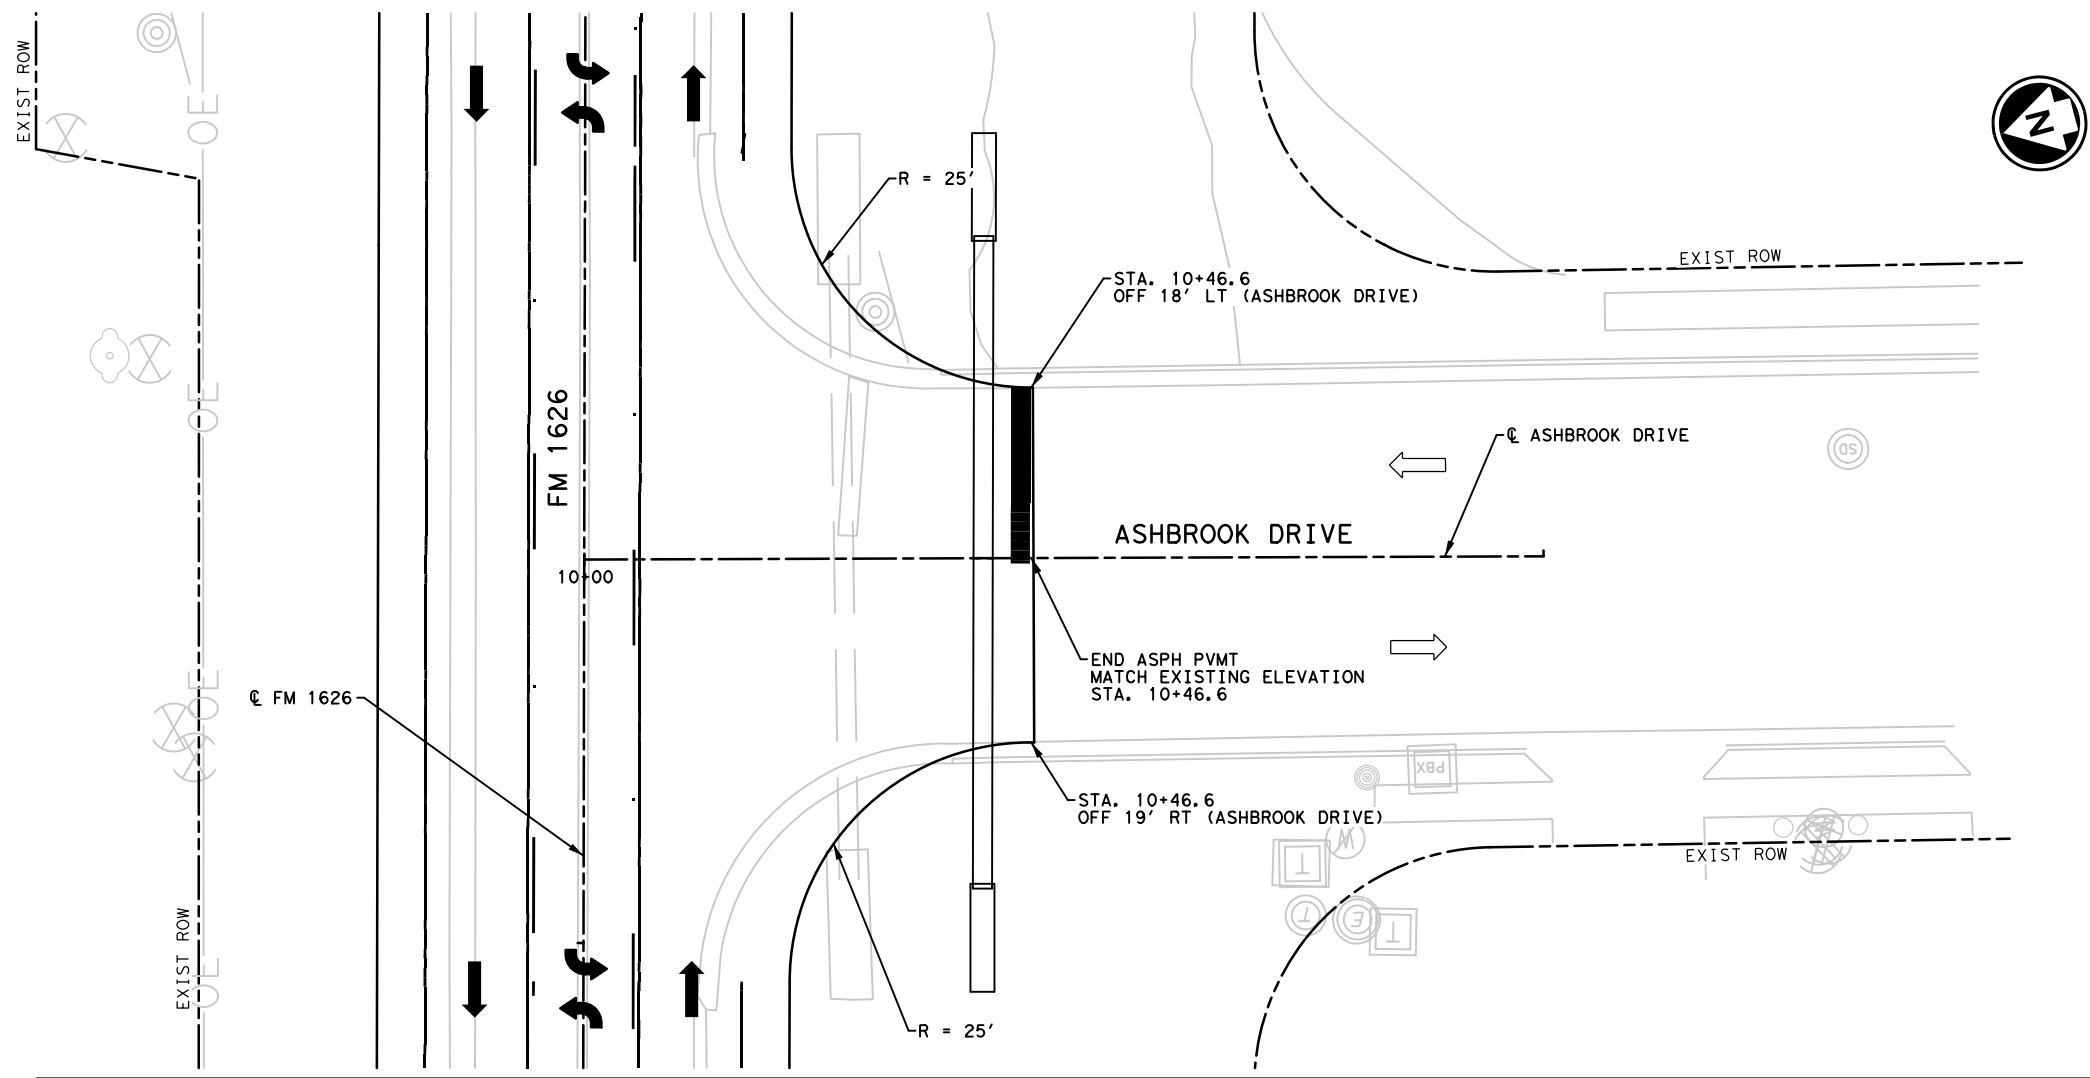 EXIST ROW
OE
N
R = 25'
EXIST ROW
STA. 10+46.6
OFF 18' LT (ASHBROOK DRIVE)
OE
FM 1626
℄ ASHBROOK DRIVE
SD
ASHBROOK DRIVE
10+00
END ASPH PVMT
MATCH EXISTING ELEVATION
STA. 10+46.6
℄ FM 1626
OE
PBX
STA. 10+46.6
OFF 19' RT (ASHBROOK DRIVE)
W
EXIST ROW
T
T
E
T
EXIST ROW
OE
R = 25'